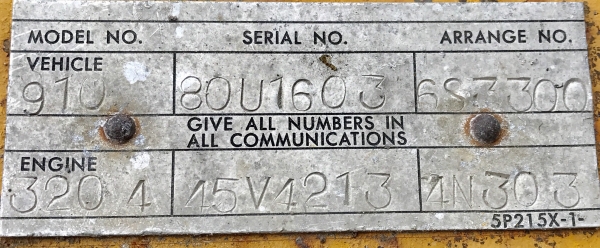 MODEL NO. SERIAL NO. ARRANGE NO.
VEHICLE
910 80U1603 6S7300
GIVE ALL NUMBERS IN
ALL COMMUNICATIONS
ENGINE
3204 45V4213 4N303
5P215X-1-